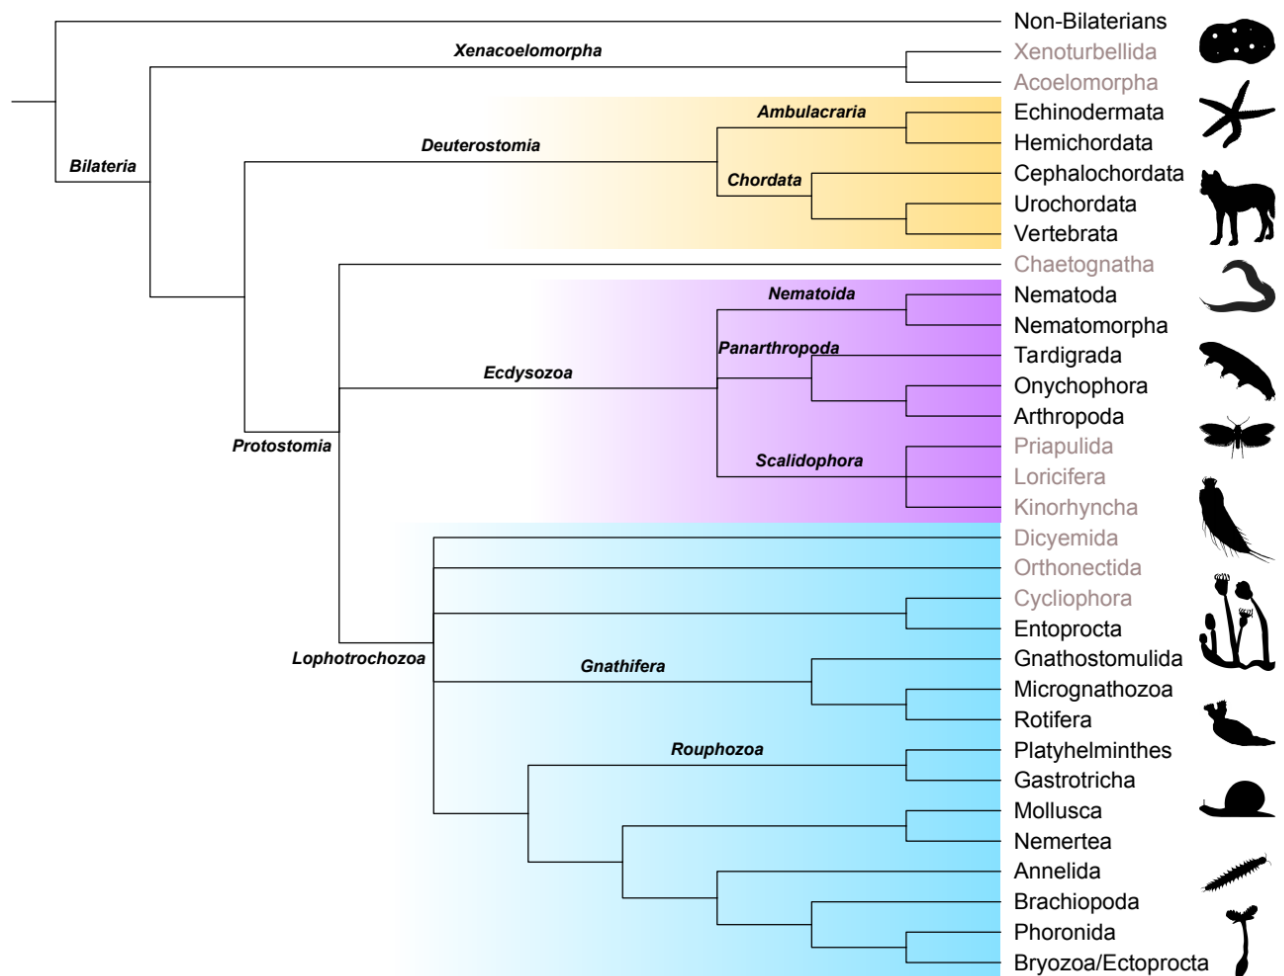 Non-Bilaterians
Xenacoelomorpha
Xenoturbellida
Acoelomorpha
Ambulacraria
Echinodermata
Deuterostomia
Hemichordata
Bilateria
Chordata
Cephalochordata
Urochordata
Vertebrata
Chaetognatha
Nematoida
Nematoda
Nematomorpha
Panarthropoda
Tardigrada
Ecdysozoa
Onychophora
Arthropoda
Protostomia
Priapulida
Scalidophora
Loricifera
Kinorhyncha
Dicyemida
Orthonectida
Cycliophora
Entoprocta
Lophotrochozoa
Gnathifera
Gnathostomulida
Micrognathozoa
Rotifera
Rouphozoa
Platyhelminthes
Gastrotricha
Mollusca
Nemertea
Annelida
Brachiopoda
Phoronida
Bryozoa/Ectoprocta